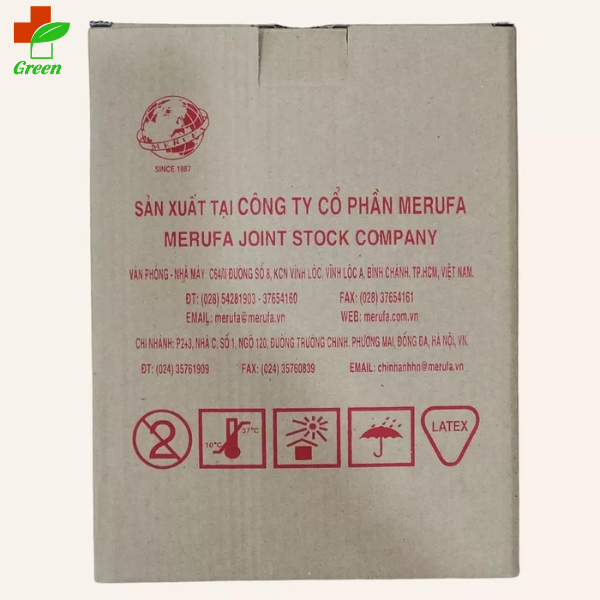 Green
MERUFA
SINCE 1987
SẢN XUẤT TẠI CÔNG TY CỔ PHẦN MERUFA
MERUFA JOINT STOCK COMPANY
VĂN PHÒNG - NHÀ MÁY: C64/II ĐƯỜNG SỐ 8, KCN VĨNH LỘC, VĨNH LỘC A, BÌNH CHÁNH, TP.HCM, VIỆT NAM.
ĐT: (028) 54281903 - 37654160 FAX: (028) 37654161
EMAIL: merufa@merufa.vn WEB: merufa.com.vn
CHI NHÁNH: P2+3, NHÀ C, SỐ 1, NGÕ 120, ĐƯỜNG TRƯỜNG CHINH, PHƯƠNG MAI, ĐỐNG ĐA, HÀ NỘI, VN.
ĐT: (024) 35761909 FAX: (024) 35760839 EMAIL: chinhanhhn@merufa.vn
2 10°C 37°C LATEX